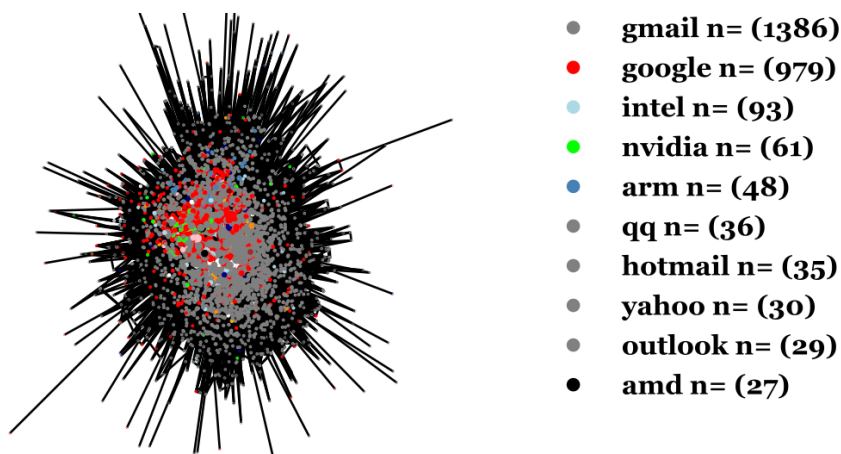 gmail n= (1386)
google n= (979)
intel n= (93)
nvidia n= (61)
arm n= (48)
qq n= (36)
hotmail n= (35)
yahoo n= (30)
outlook n= (29)
amd n= (27)